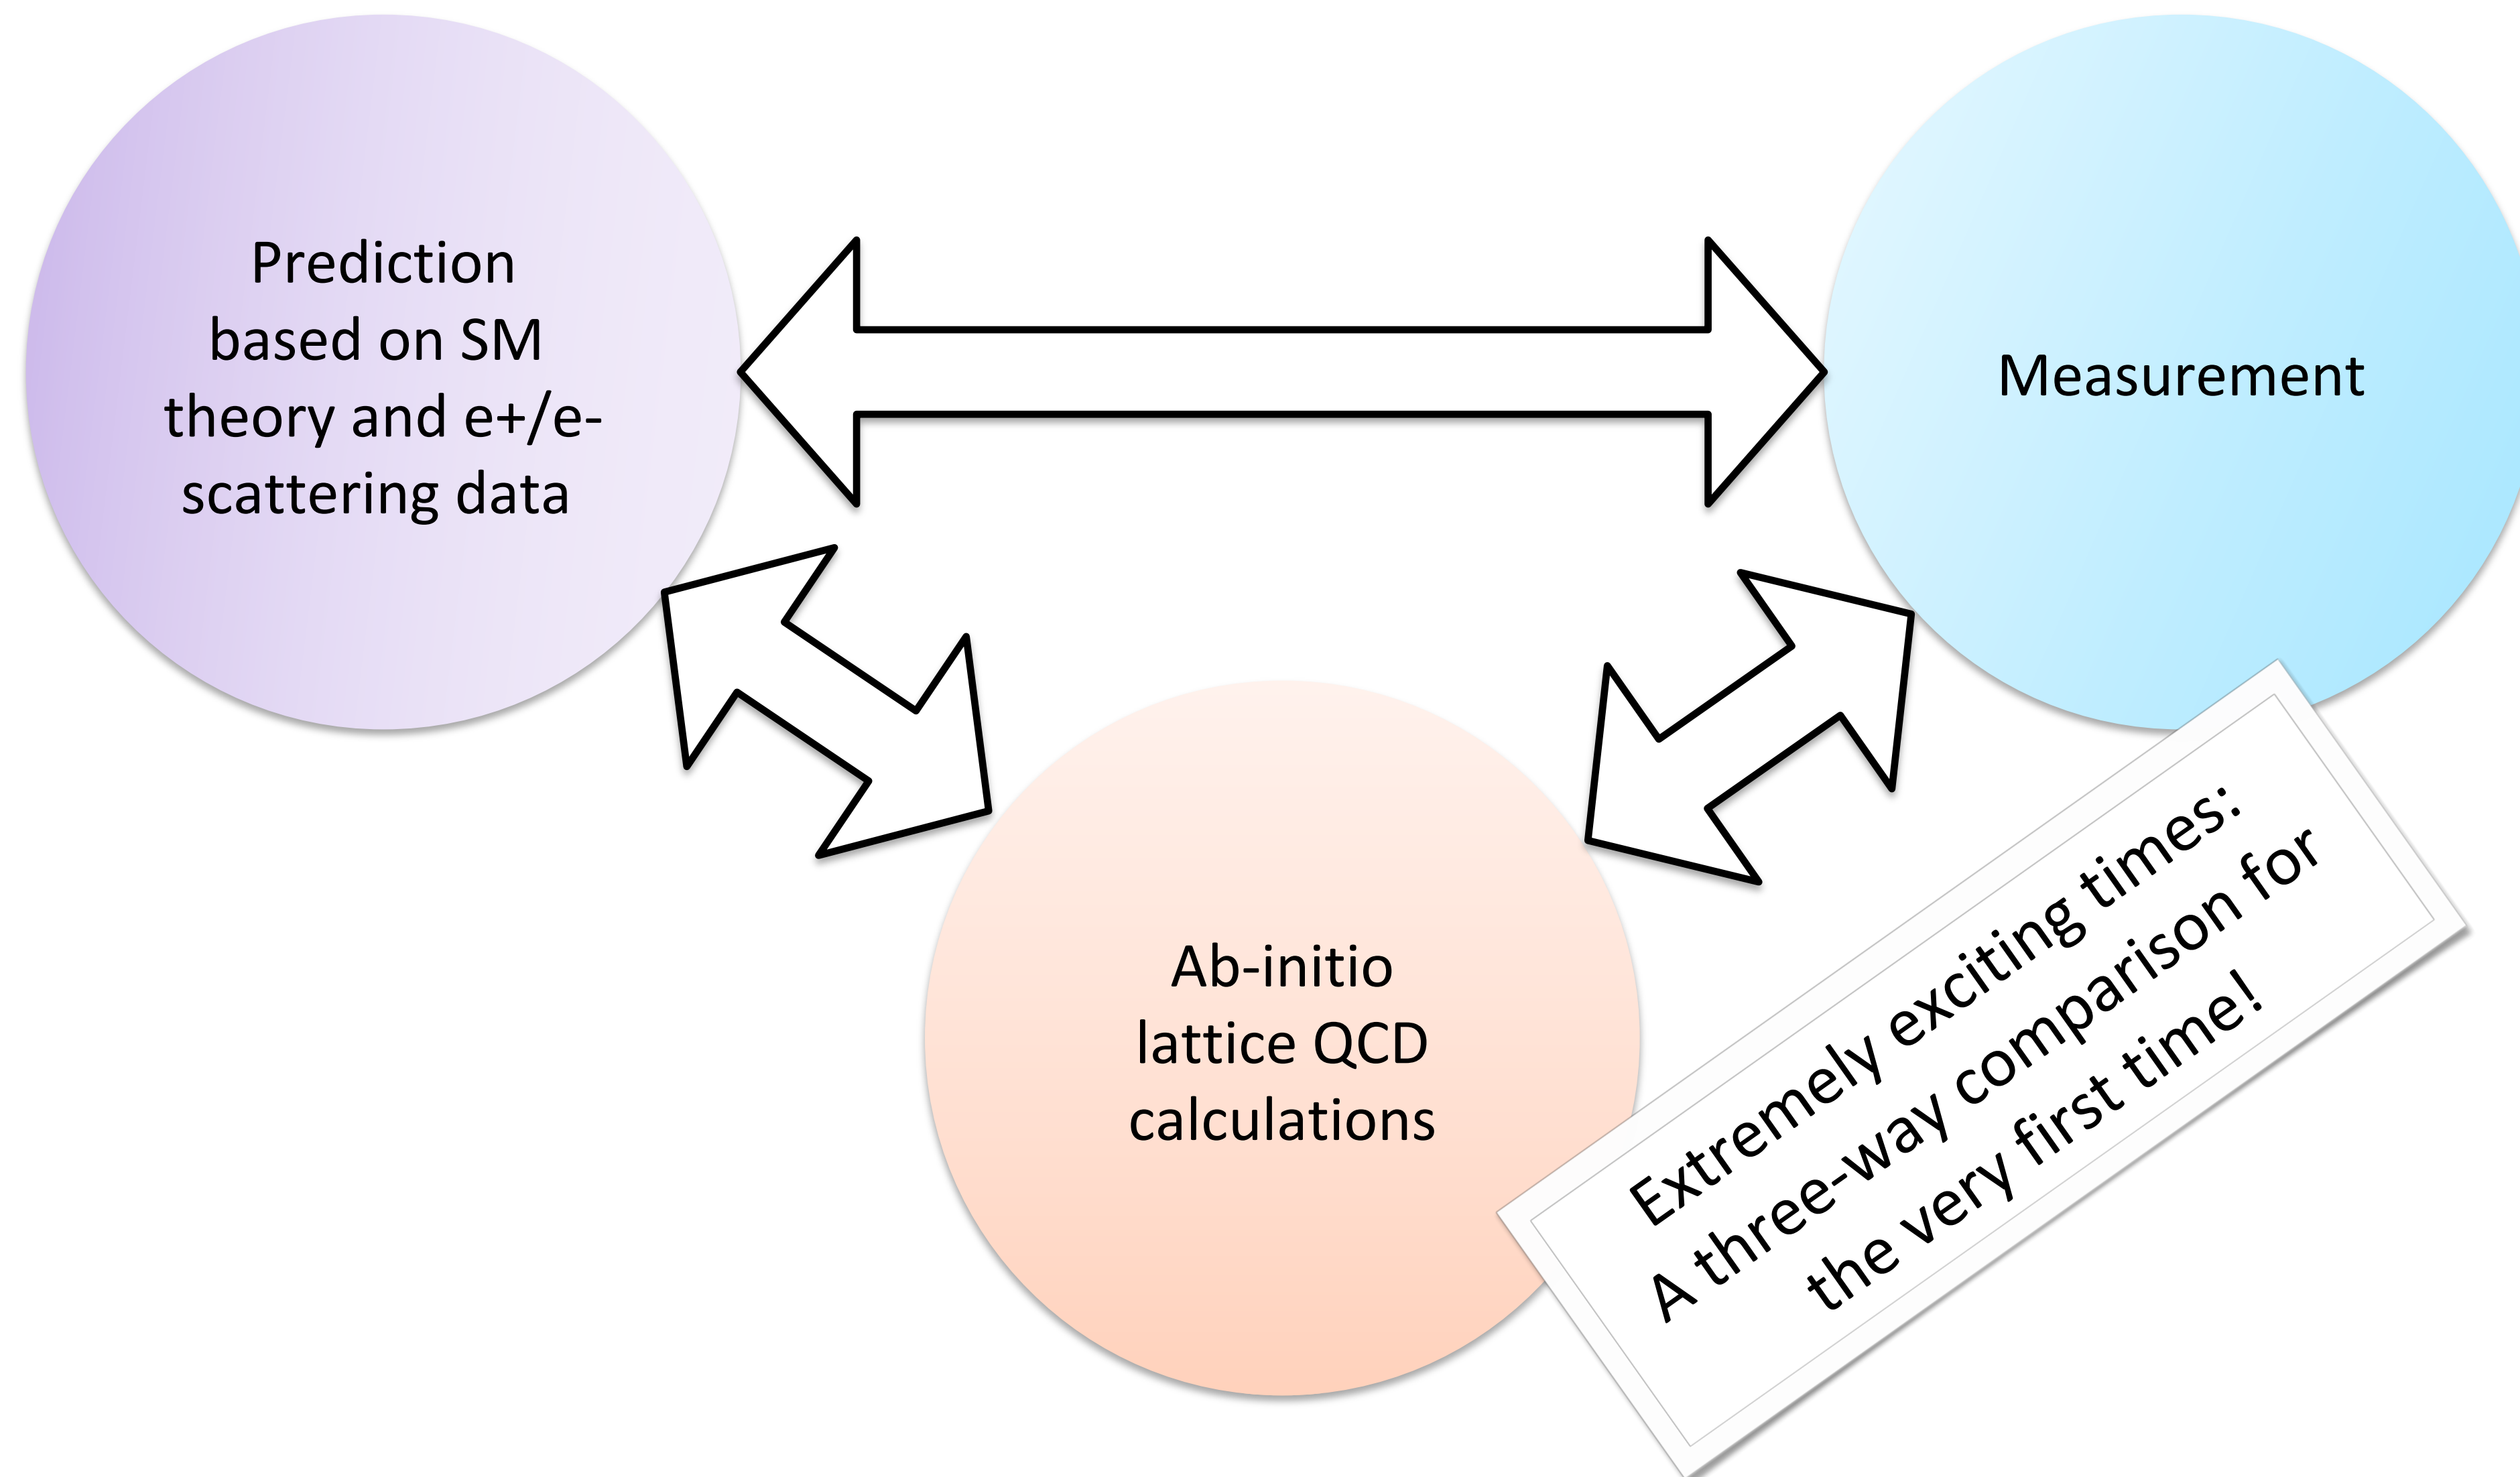 Prediction
based on SM
theory and e+/e-
scattering data
Measurement
Ab-initio
lattice QCD
calculations
Extremely exciting times:
A three-way comparison for
the very first time!